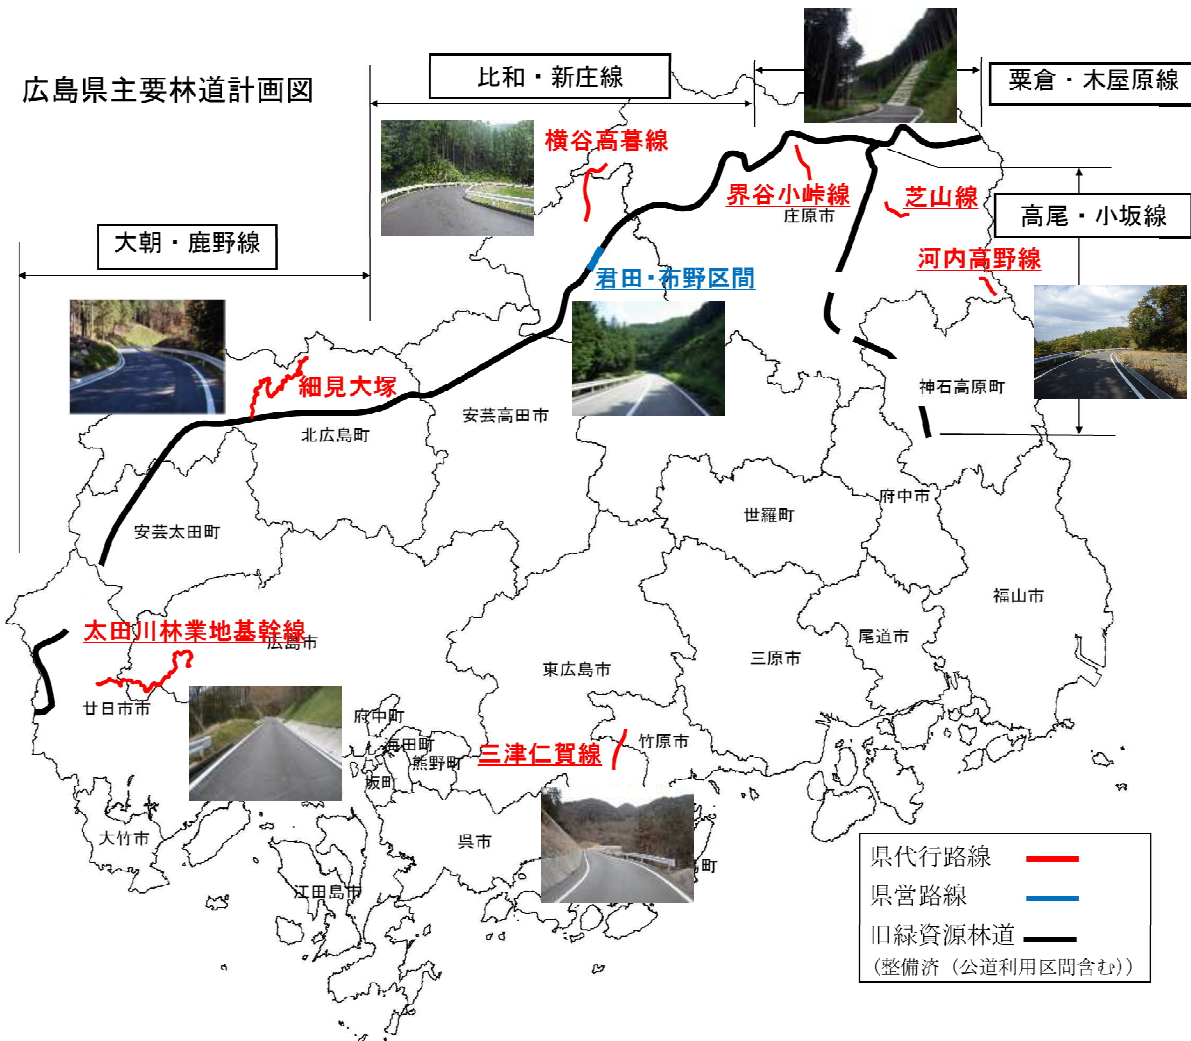 広島県主要林道計画図
比和・新庄線
粟倉・木屋原線
横谷高暮線
界谷小峠線
芝山線
庄原市
高尾・小坂線
大朝・鹿野線
河内高野線
君田・布野区間
細見大塚
神石高原町
安芸高田市
北広島町
府中市
世羅町
安芸太田町
福山市
太田川林業地基幹線
広島市
尾道市
三原市
東広島市
廿日市市
府中町
海田町
竹原市
三津仁賀線
熊野町
坂町
大竹市
呉市
江田島市
町
県代行路線
県営路線
旧緑資源林道
(整備済（公道利用区間含む))